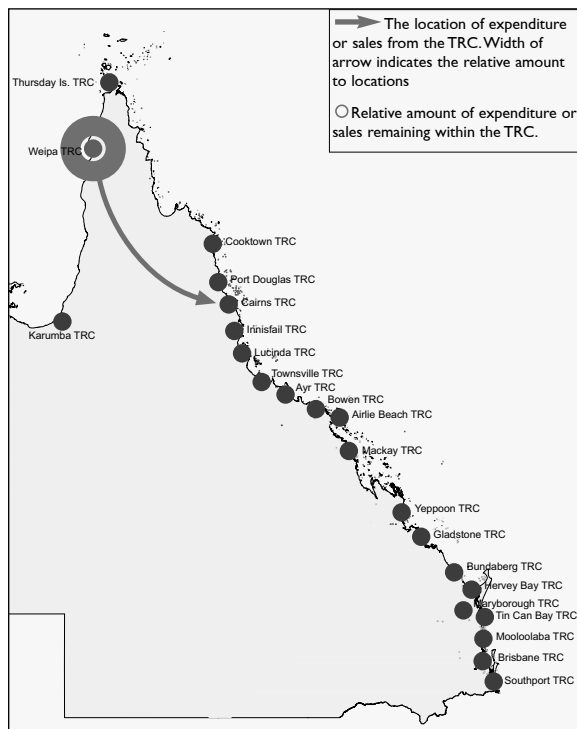 The location of expenditure
or sales from the TRC. Width of
arrow indicates the relative amount
to locations
Relative amount of expenditure or
sales remaining within the TRC.
Thursday Is. TRC
Weipa TRC
Cooktown TRC
Port Douglas TRC
Cairns TRC
Karumba TRC
Innisfail TRC
Lucinda TRC
Townsville TRC
Ayr TRC
Bowen TRC
Airlie Beach TRC
Mackay TRC
Yeppoon TRC
Gladstone TRC
Bundaberg TRC
Hervey Bay TRC
Maryborough TRC
Tin Can Bay TRC
Mooloolaba TRC
Brisbane TRC
Southport TRC